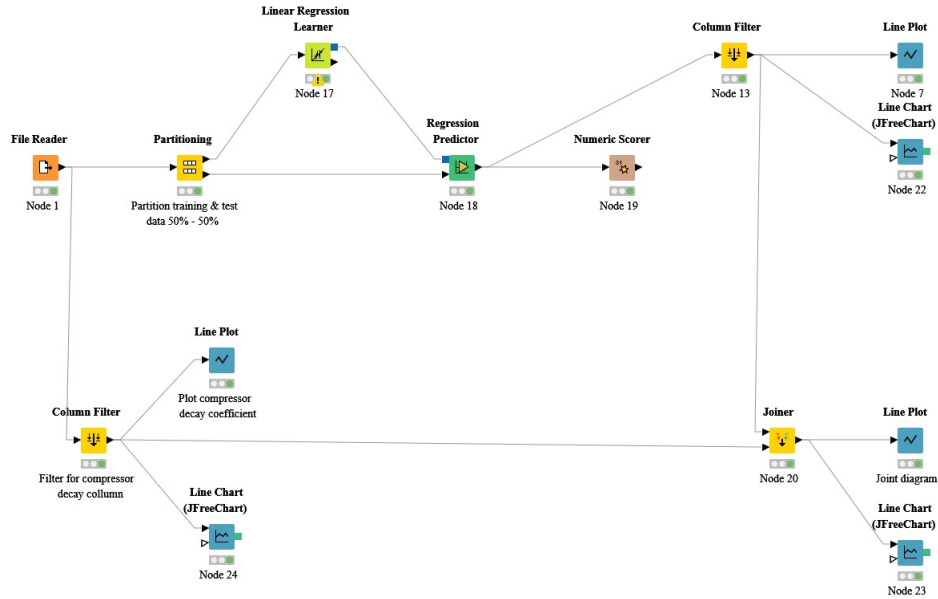 Linear Regression
Learner
Node 17
Column Filter
Node 13
Line Plot
Node 7
Line Chart
(JFreeChart)
Node 22
File Reader
Node 1
Partitioning
Partition training & test
data 50% - 50%
Regression
Predictor
Node 18
Numeric Scorer
Node 19
Line Plot
Plot compressor
decay coefficient
Column Filter
Filter for compressor
decay collumn
Line Chart
(JFreeChart)
Node 24
Joiner
Node 20
Line Plot
Joint diagram
Line Chart
(JFreeChart)
Node 23